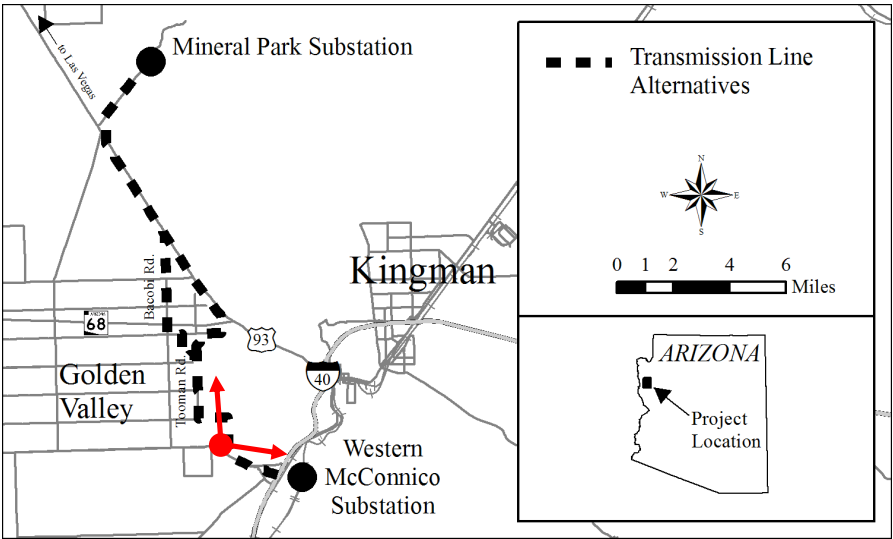 Mineral Park Substation
to Las Vegas
Bacobi Rd.
ARIZONA
68
93
Kingman
40
Golden
Valley
Tooman Rd.
Western
McConnico
Substation
Transmission Line
Alternatives
N
W
E
S
0 1 2 4 6
Miles
ARIZONA
Project
Location